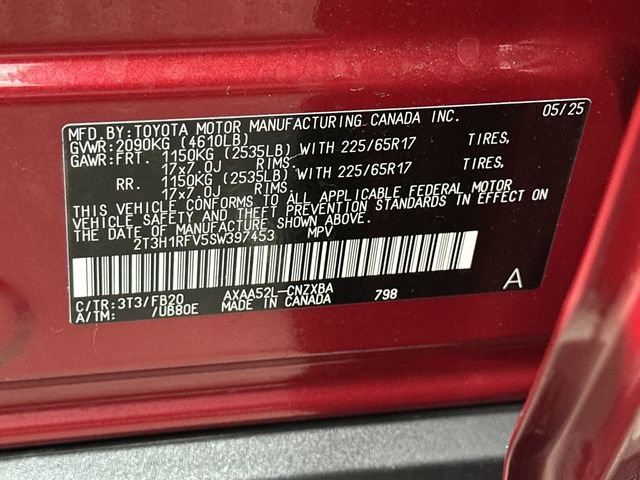 MFD.BY:TOYOTA MOTOR MANUFACTURING CANADA INC. 05/25
GVWR:2090KG (4610LB)
GAWR:FRT. 1150KG (2535LB) WITH 225/65R17 TIRES,
17x7.0J RIMS
RR. 1150KG (2535LB) WITH 225/65R17 TIRES,
17x7.0J RIMS.
THIS VEHICLE CONFORMS TO ALL APPLICABLE FEDERAL MOTOR
VEHICLE SAFETY AND THEFT PREVENTION STANDARDS IN EFFECT ON
THE DATE OF MANUFACTURE SHOWN ABOVE.
2T3H1RFV5SW397453 MPV
C/TR:3T3/FB20 AXAA52L-CNZXBA 798 A
A/TM: /UB80E MADE IN CANADA